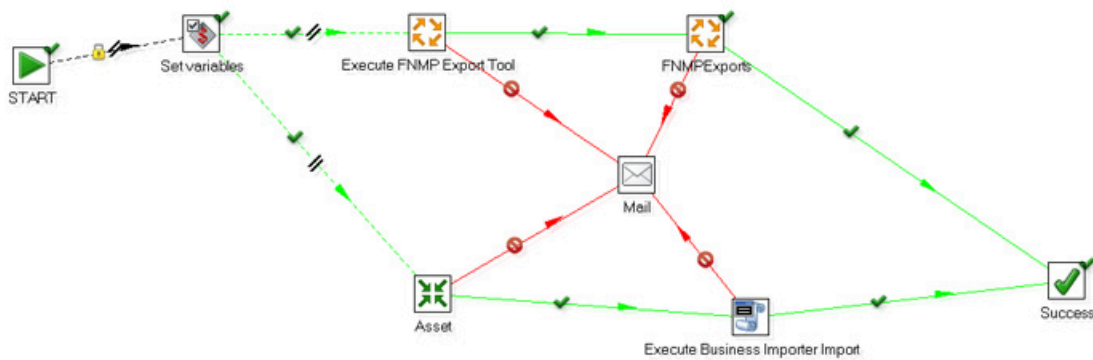 START
Set variables
Execute FNMP Export Tool
FNMPExports
Mail
Asset
Execute Business Importer Import
Success